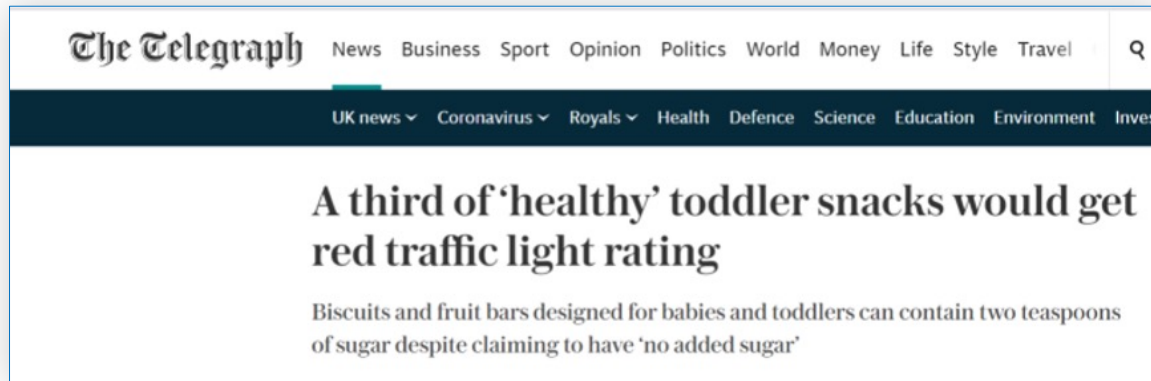 The Telegraph News Business Sport Opinion Politics World Money Life Style Travel
UK news Coronavirus Royals Health Defence Science Education Environment
A third of ‘healthy’ toddler snacks would get
red traffic light rating
Biscuits and fruit bars designed for babies and toddlers can contain two teaspoons
of sugar despite claiming to have ‘no added sugar’